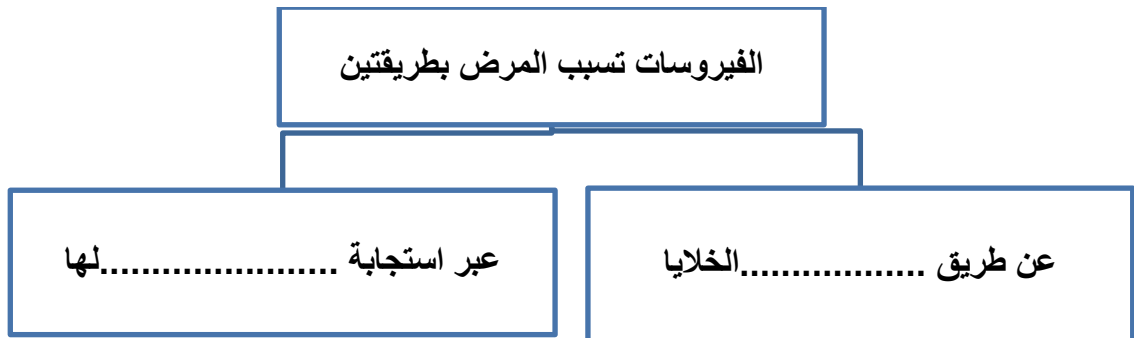 الفيروسات تسبب المرض بطريقتين
عن طريق ..................الخلايا
عبر استجابة .......................لها